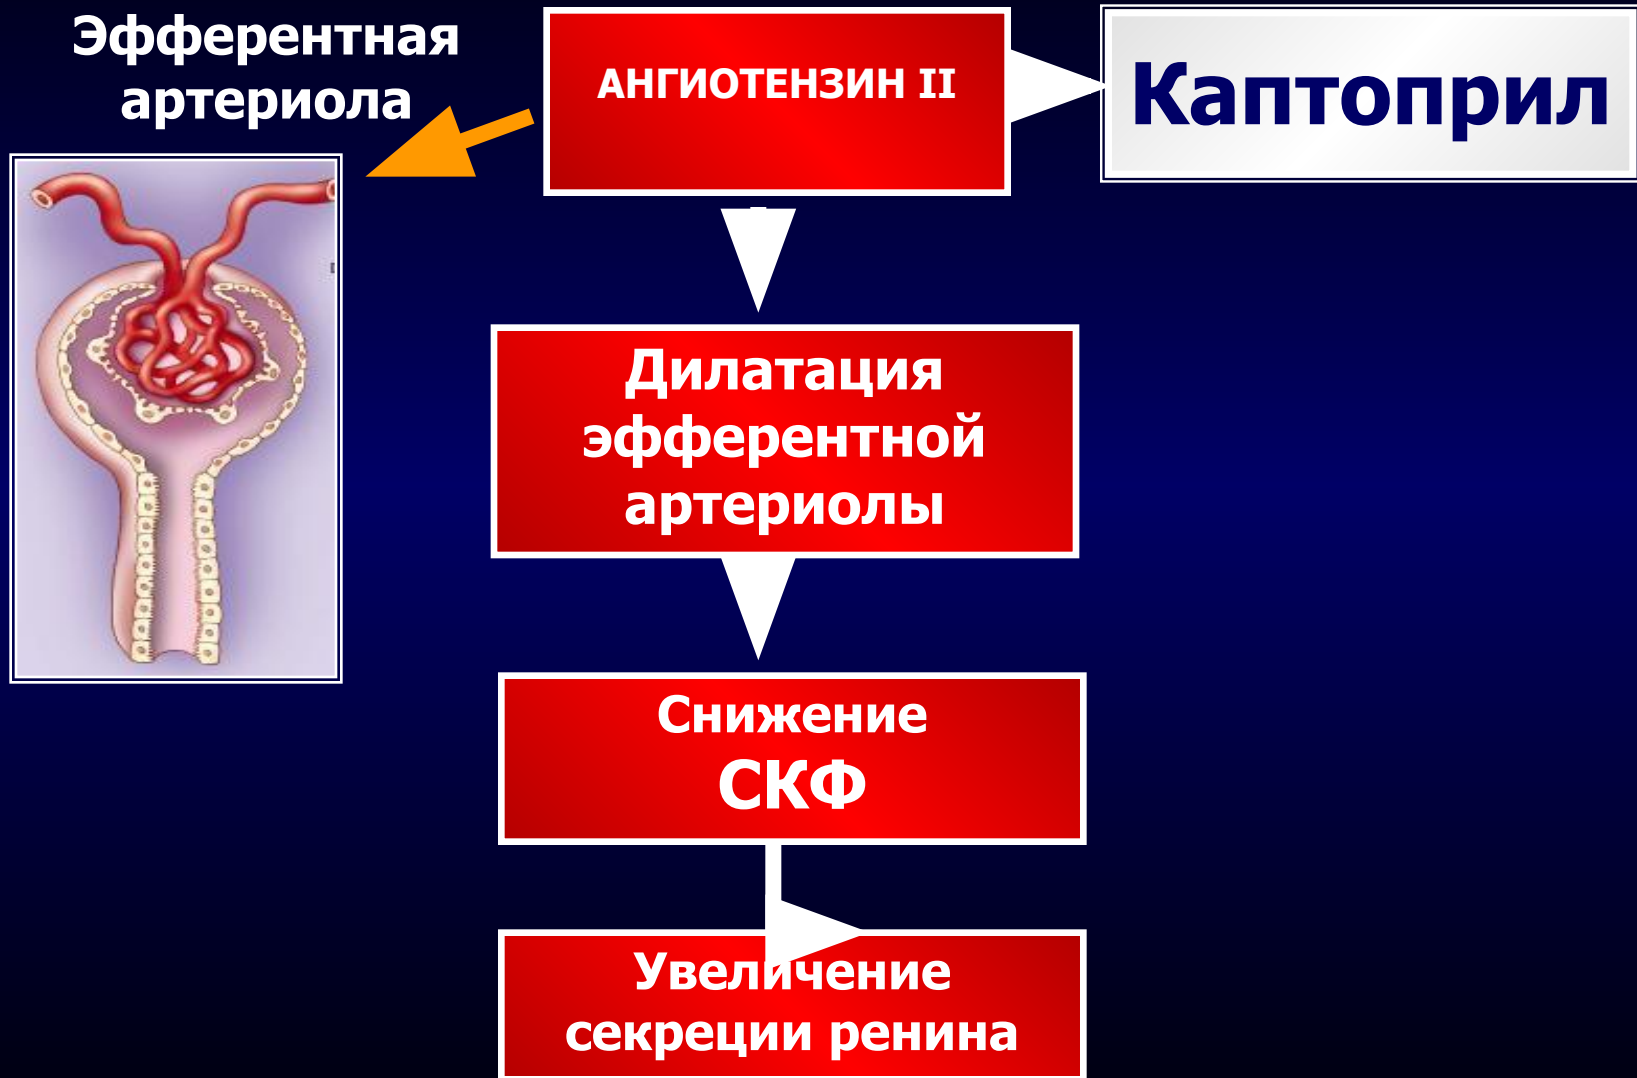 Эфферентная
артериола
АНГИОТЕНЗИН II
Каптоприл
Дилатация
эфферентной
артериолы
Снижение
СКФ
Увеличение
секреции ренина